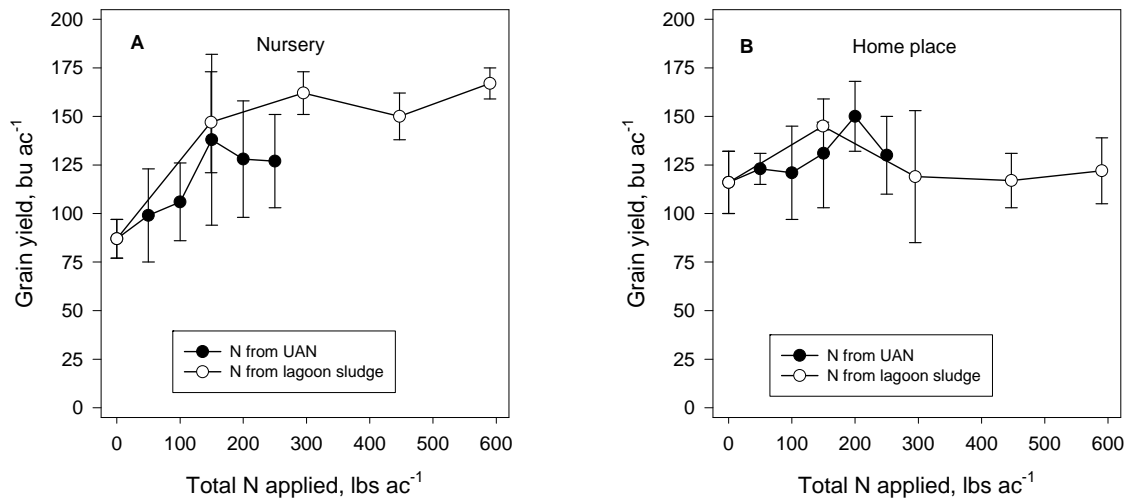 A
Nursery
Grain yield, bu ac⁻¹
200
175
150
125
100
75
50
25
0
N from UAN
N from lagoon sludge
0 100 200 300 400 500 600
Total N applied, lbs ac⁻¹
B
Home place
Grain yield, bu ac⁻¹
200
175
150
125
100
75
50
25
0
N from UAN
N from lagoon sludge
0 100 200 300 400 500 600
Total N applied, lbs ac⁻¹